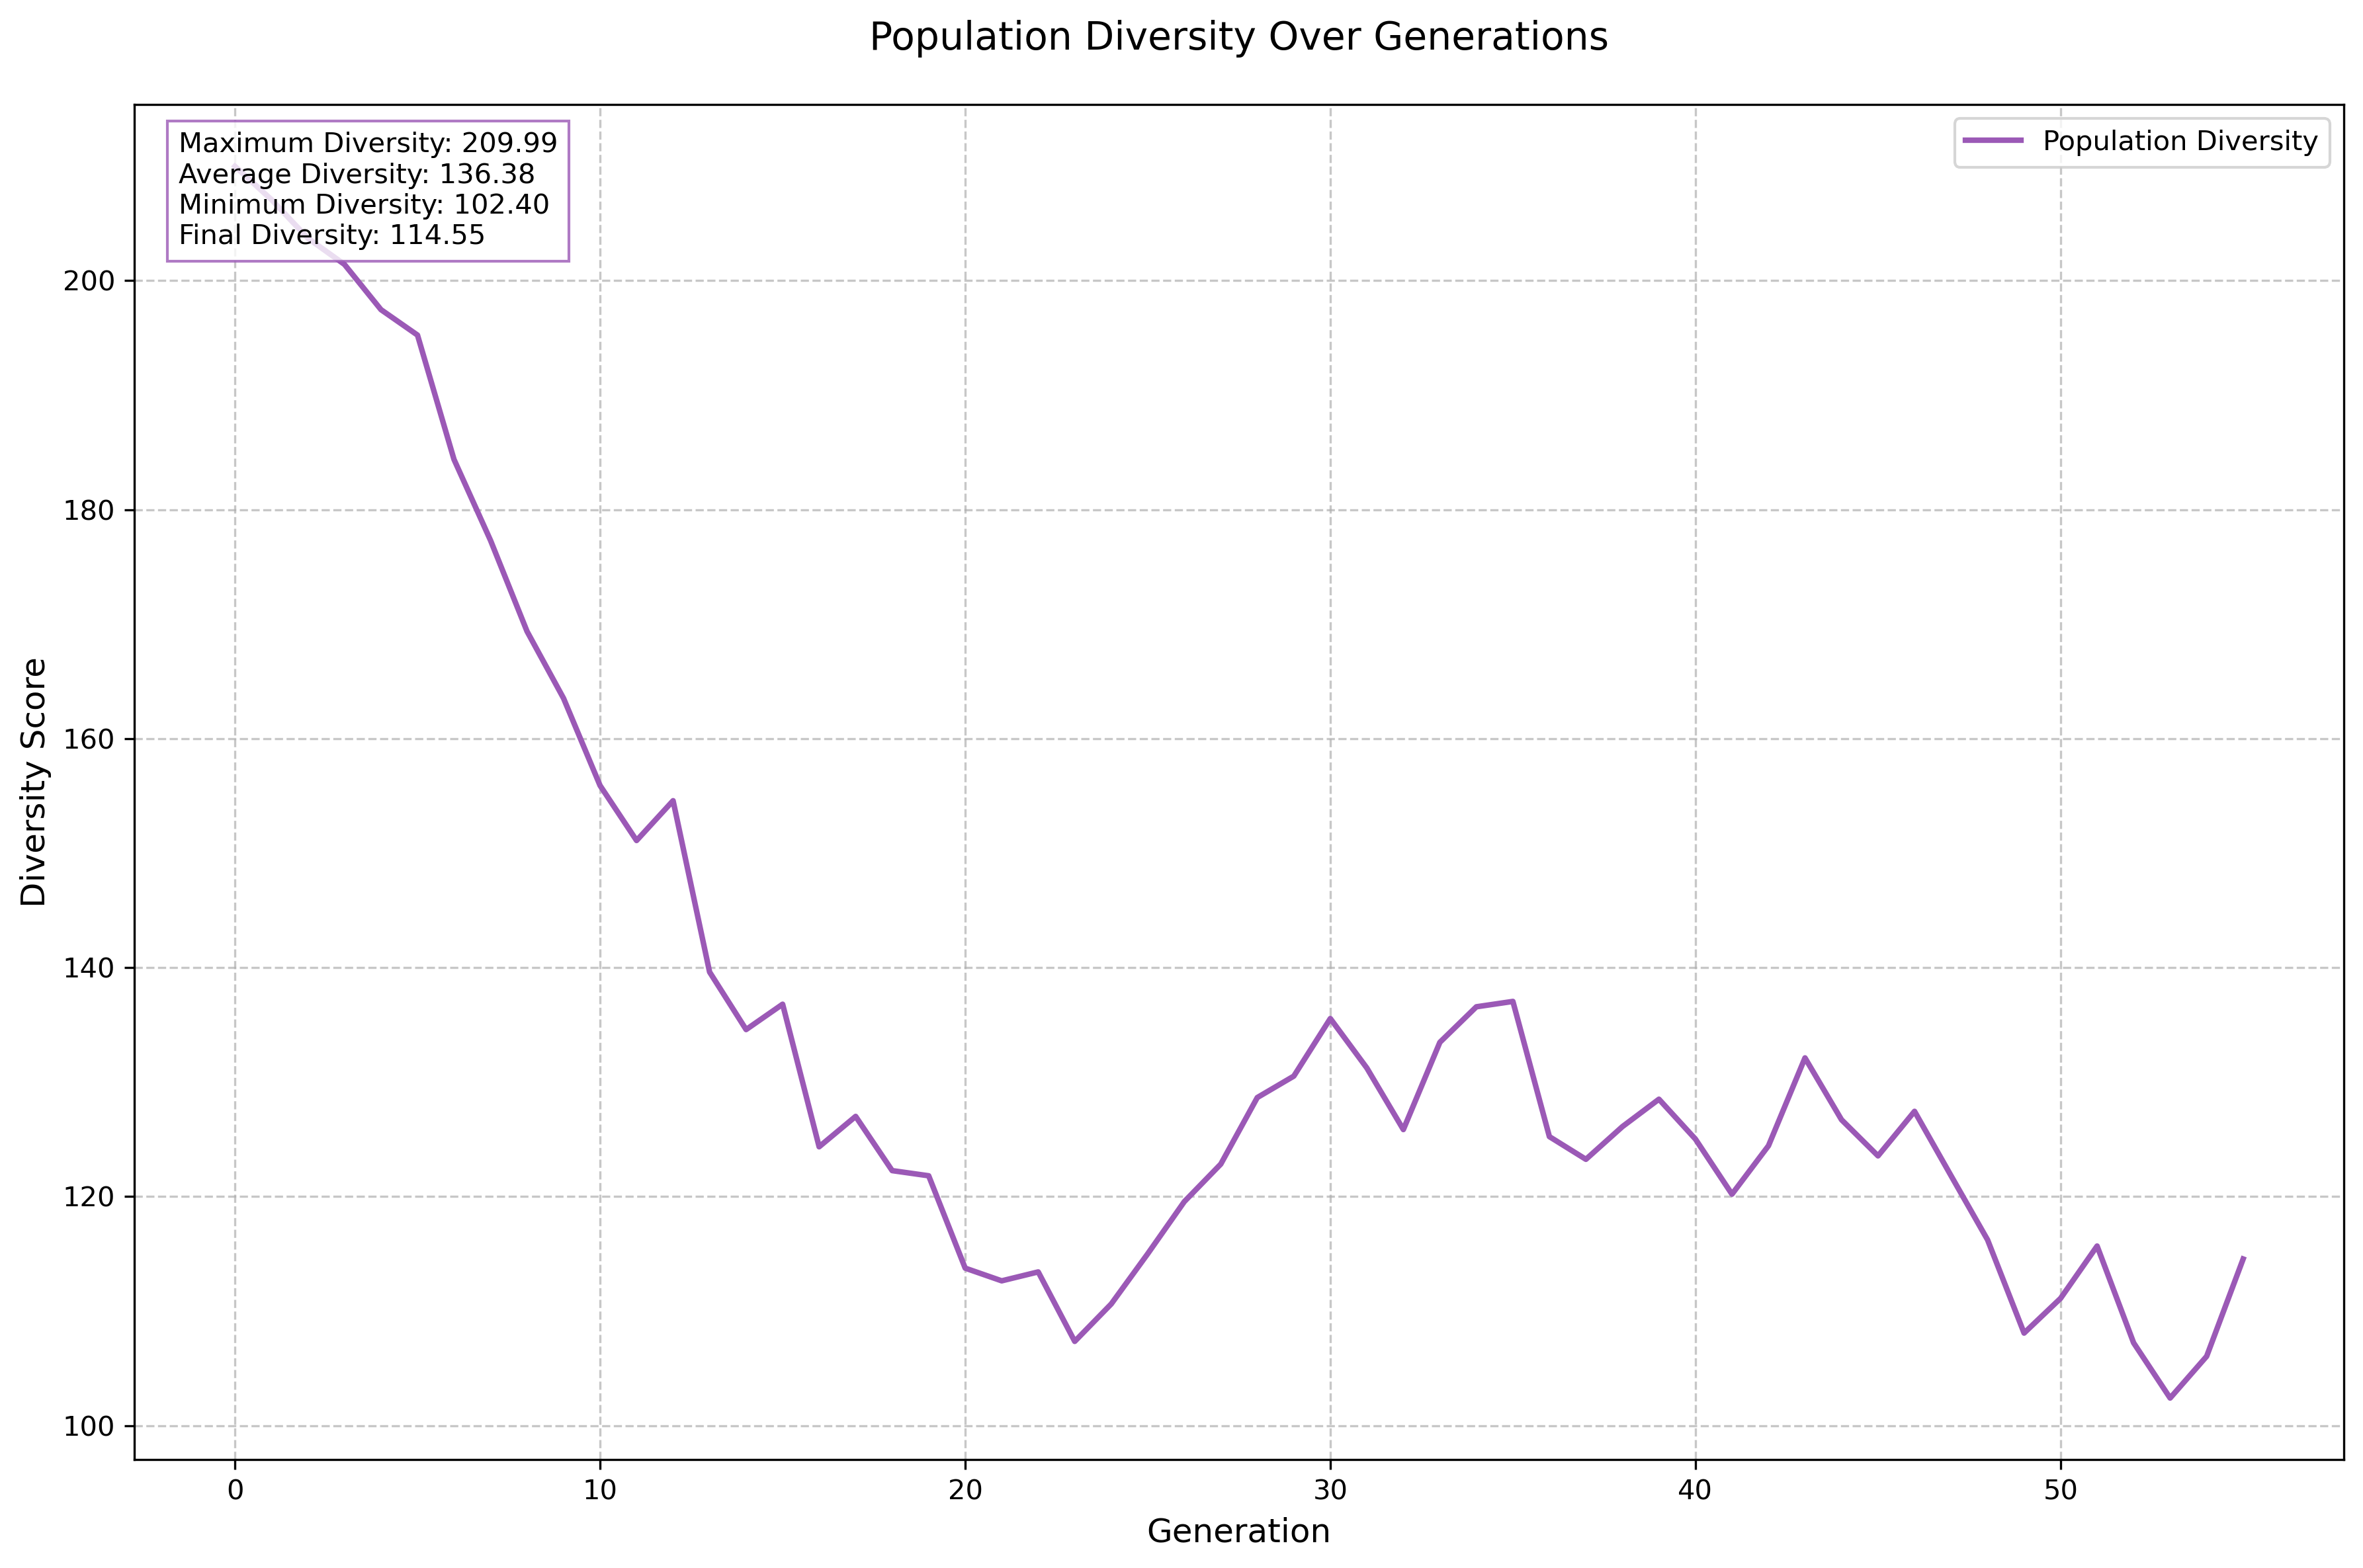 Population Diversity Over Generations
Maximum Diversity: 209.99
Average Diversity: 136.38
Minimum Diversity: 102.40
Final Diversity: 114.55
Population Diversity
Diversity Score
200
180
160
140
120
100
0 10 20 30 40 50
Generation